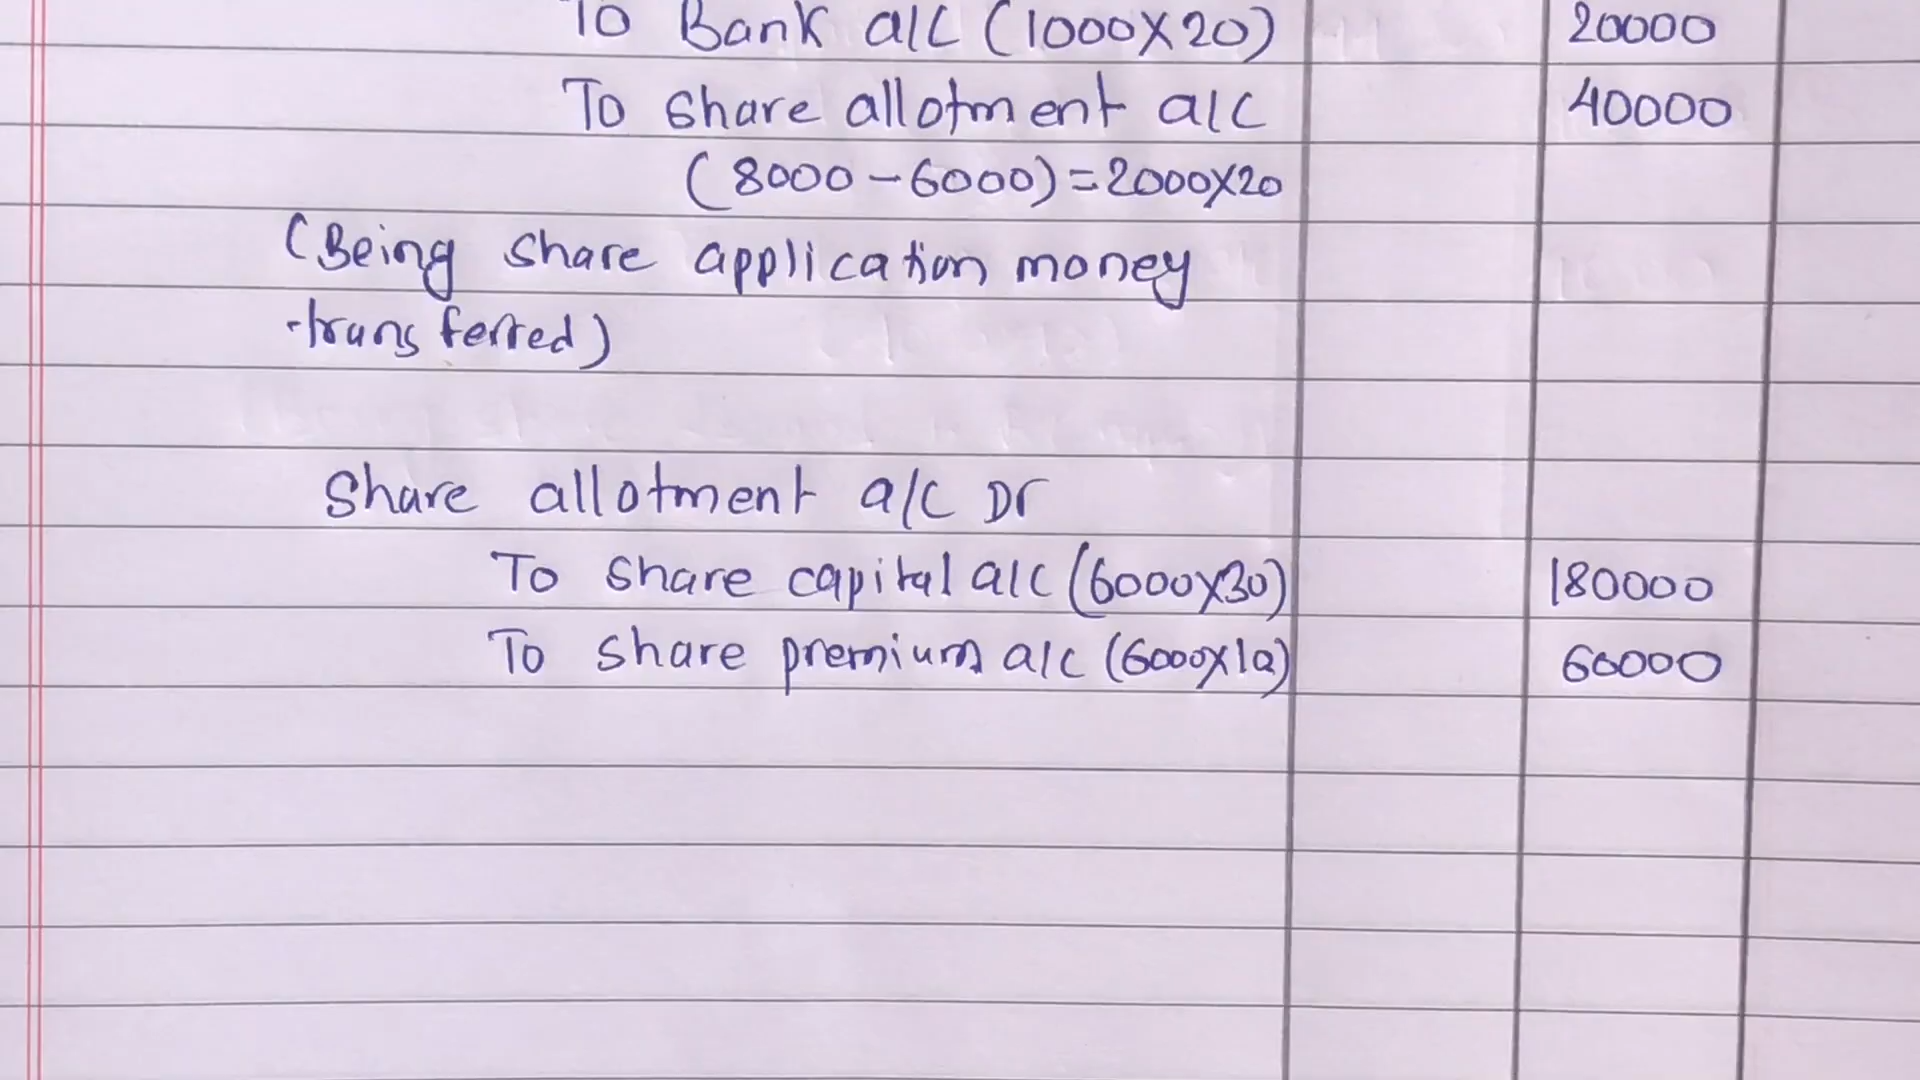 To Bank a/c (1000X20) 20000
To share allotment a/c 40000
(8000-6000)=2000X20
(Being share application money
transferred)
Share allotment a/c Dr
To share capital a/c (6000X30) 180000
To share premium a/c (6000X10) 60000